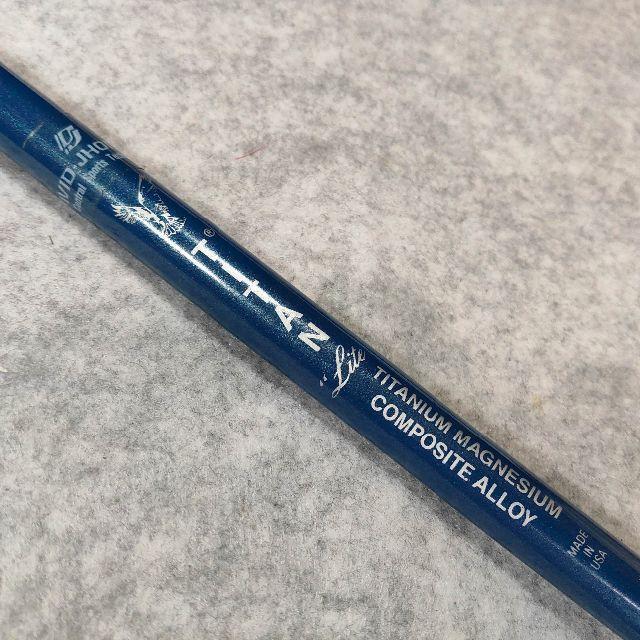 TITAN®
Lite
TITANIUM MAGNESIUM
COMPOSITE ALLOY
MADE
IN
USA